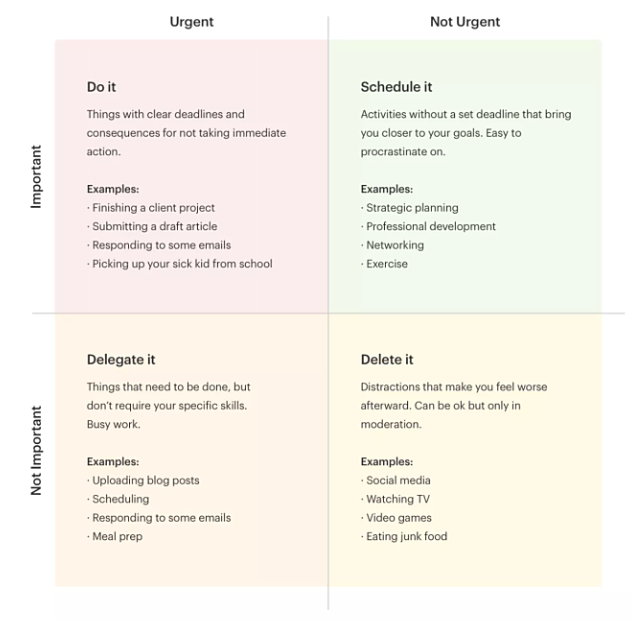 Urgent
Not Urgent
Important
Do it
Things with clear deadlines and
consequences for not taking immediate
action.
Examples:
· Finishing a client project
· Submitting a draft article
· Responding to some emails
· Picking up your sick kid from school
Schedule it
Activities without a set deadline that bring
you closer to your goals. Easy to
procrastinate on.
Examples:
· Strategic planning
· Professional development
· Networking
· Exercise
Not Important
Delegate it
Things that need to be done, but
don't require your specific skills.
Busy work.
Examples:
· Uploading blog posts
· Scheduling
· Responding to some emails
· Meal prep
Delete it
Distractions that make you feel worse
afterward. Can be ok but only in
moderation.
Examples:
· Social media
· Watching TV
· Video games
· Eating junk food